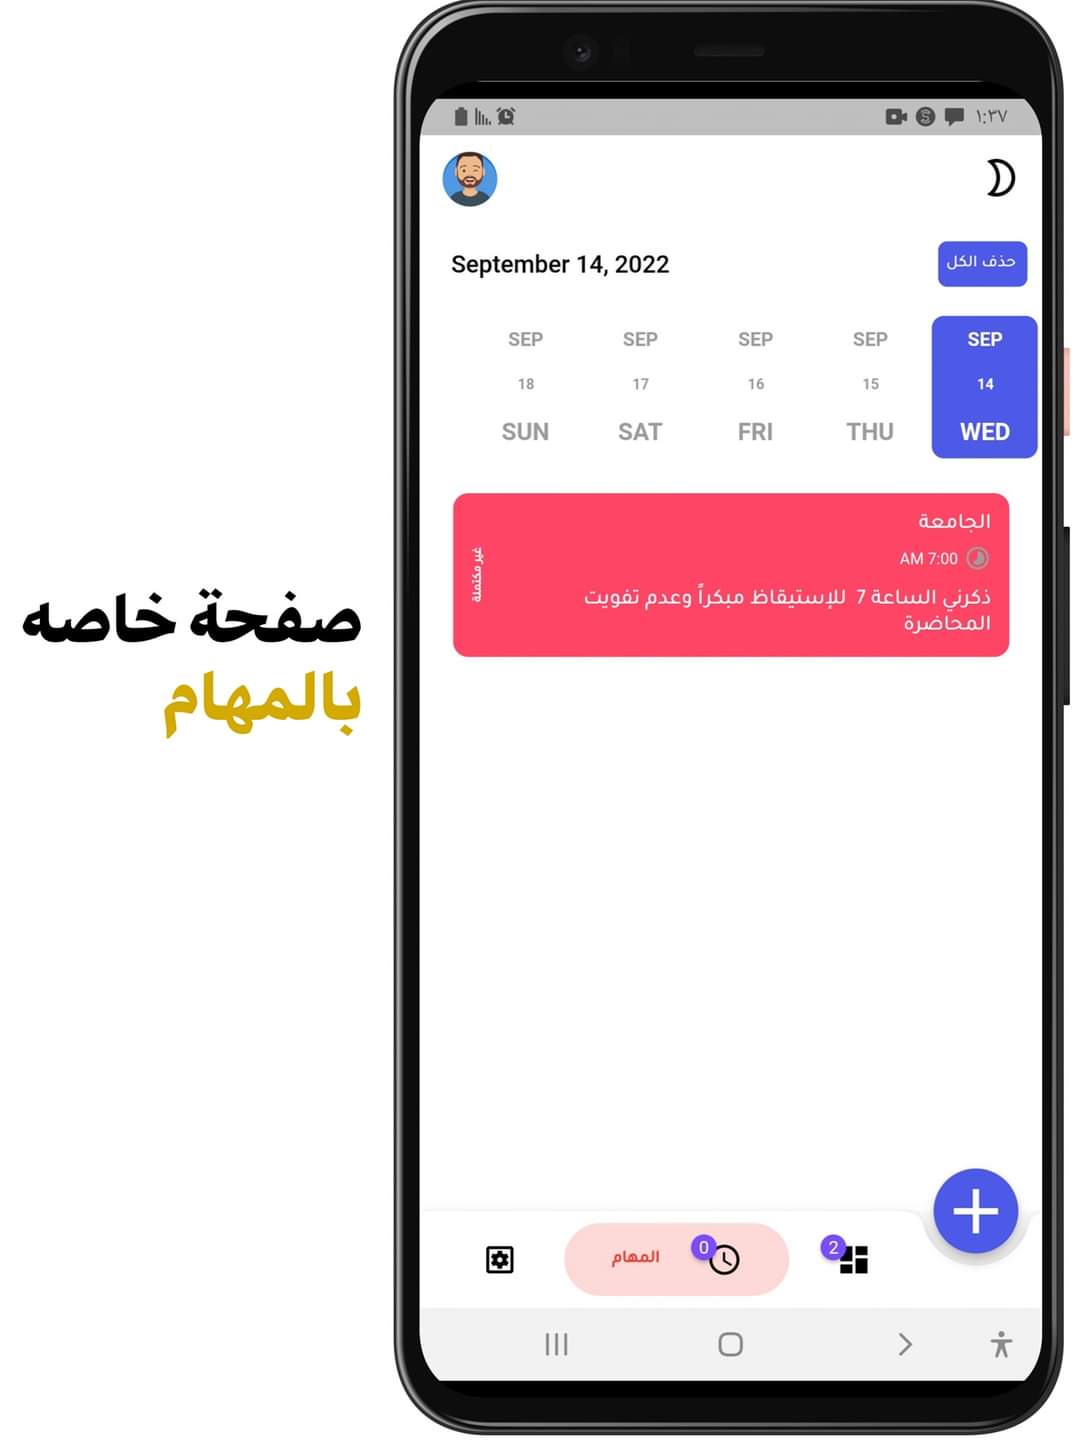 صفحة خاصه
بالمهام
١:٣٧
September 14, 2022
حذف الكل
SEP
14
WED
SEP
15
THU
SEP
16
FRI
SEP
17
SAT
SEP
18
SUN
الجامعة
7:00 AM
ذكرني الساعة 7 للإستيقاظ مبكراً وعدم تفويت
المحاضرة
غير مكتملة
2
0
المهام